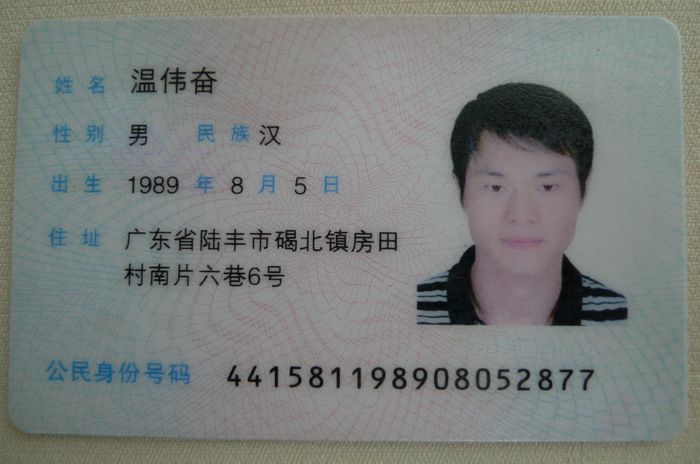 姓名 温伟奋
性别 男 民族 汉
出生 1989 年 8 月 5 日
住址 广东省陆丰市碣北镇房田
村南片六巷6号
公民身份号码 441581198908052877